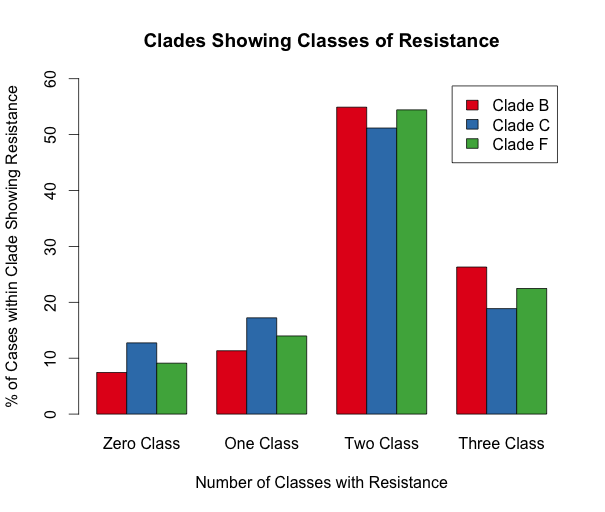 Clades Showing Classes of Resistance
% of Cases within Clade Showing Resistance
60
50
40
30
20
10
0
Clade B
Clade C
Clade F
Zero Class
One Class
Two Class
Three Class
Number of Classes with Resistance